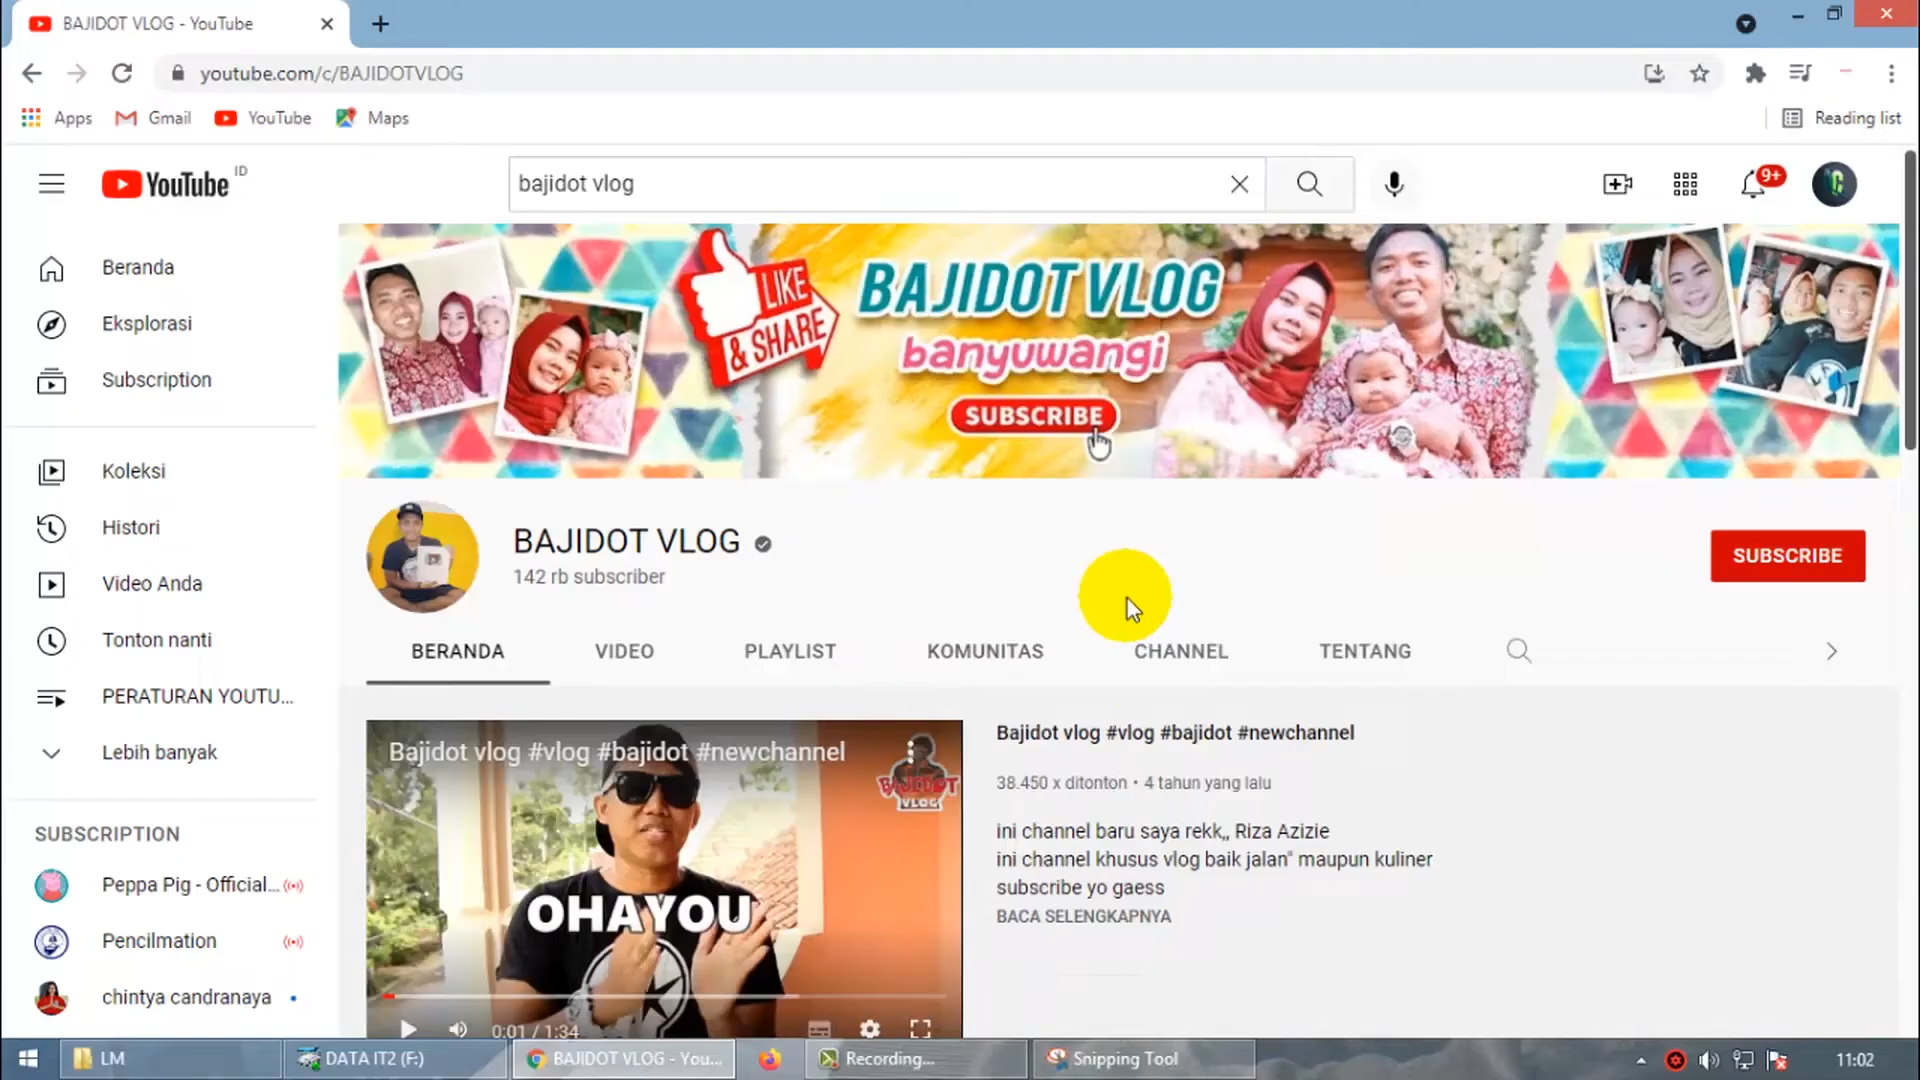 BAJIDOT VLOG - YouTube
youtube.com/c/BAJIDOTVLOG
Apps
Gmail
YouTube
Maps
Reading list
YouTube ID
bajidot vlog
9+
Beranda
Eksplorasi
Subscription
Koleksi
Histori
Video Anda
Tonton nanti
PERATURAN YOUTU...
Lebih banyak
SUBSCRIPTION
Peppa Pig - Official...
Pencilmation
chintya candranaya
LIKE
& SHARE
BAJIDOT VLOG
banyuwangi
SUBSCRIBE
BAJIDOT VLOG
142 rb subscriber
SUBSCRIBE
BERANDA
VIDEO
PLAYLIST
KOMUNITAS
CHANNEL
TENTANG
Bajidot vlog #vlog #bajidot #newchannel
BAJIDOT
VLOG
OHAYOU
0:01 / 1:34
Bajidot vlog #vlog #bajidot #newchannel
38.450 x ditonton • 4 tahun yang lalu
ini channel baru saya rekk,, Riza Azizie
ini channel khusus vlog baik jalan" maupun kuliner
subscribe yo gaess
BACA SELENGKAPNYA
LM
DATA IT2 (F:)
BAJIDOT VLOG - You...
Recording...
Snipping Tool
11:02